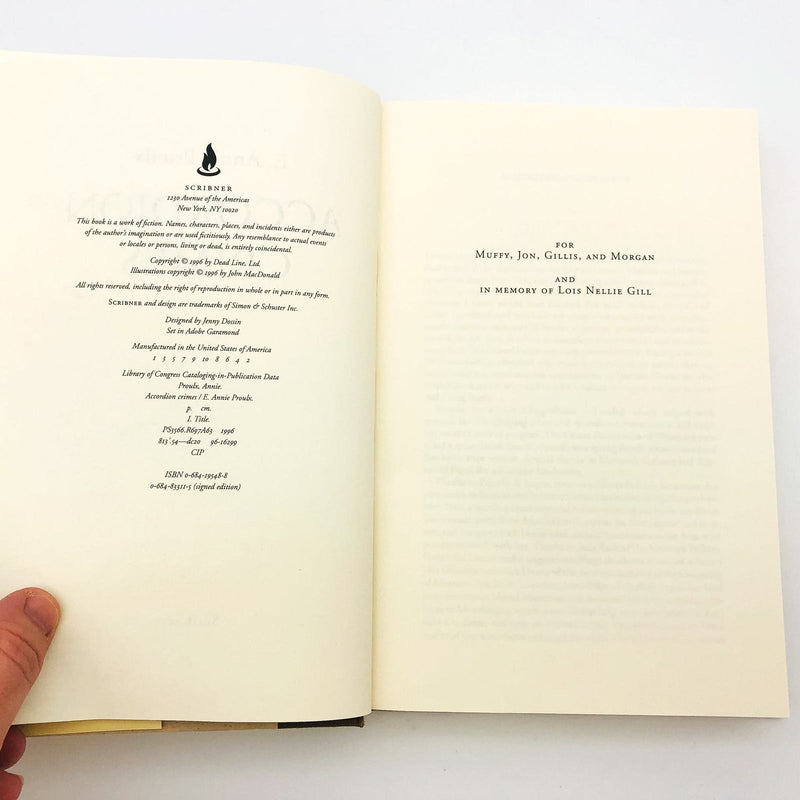 SCRIBNER
1230 Avenue of the Americas
New York, NY 10020
This book is a work of fiction. Names, characters, places, and incidents either are products
of the author's imagination or are used fictitiously. Any resemblance to actual events
or locales or persons, living or dead, is entirely coincidental.
Copyright © 1996 by Dead Line, Ltd.
Illustrations copyright © 1996 by John MacDonald
All rights reserved, including the right of reproduction in whole or in part in any form.
SCRIBNER and design are trademarks of Simon & Schuster Inc.
Designed by Jenny Dossin
Set in Adobe Garamond
Manufactured in the United States of America
1 3 5 7 9 10 8 6 4 2
Library of Congress Cataloging-in-Publication Data
Proulx, Annie.
Accordion crimes / E. Annie Proulx.
p. cm.
I. Title.
PS3566.R697A63 1996
813'.54—dc20 96-16299
CIP
ISBN 0-684-19548-8
0-684-83311-5 (signed edition)
FOR
MUFFY, JON, GILLIS, AND MORGAN
AND
IN MEMORY OF LOIS NELLIE GILL